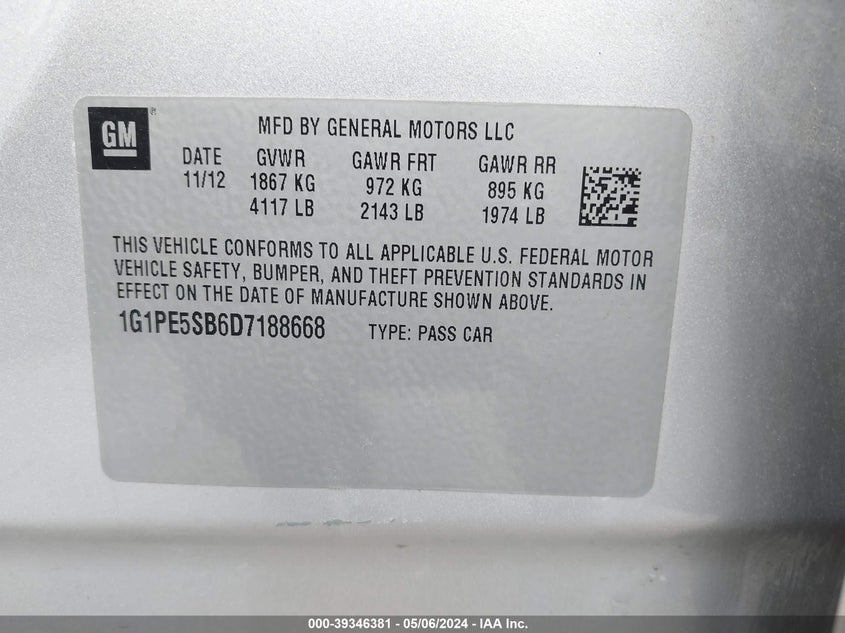 GM®
MFD BY GENERAL MOTORS LLC
DATE GVWR GAWR FRT GAWR RR
11/12 1867 KG 972 KG 895 KG
4117 LB 2143 LB 1974 LB
THIS VEHICLE CONFORMS TO ALL APPLICABLE U.S. FEDERAL MOTOR
VEHICLE SAFETY, BUMPER, AND THEFT PREVENTION STANDARDS IN
EFFECT ON THE DATE OF MANUFACTURE SHOWN ABOVE.
1G1PE5SB6D7188668 TYPE: PASS CAR
000-39346381 - 05/06/2024 - IAA Inc.